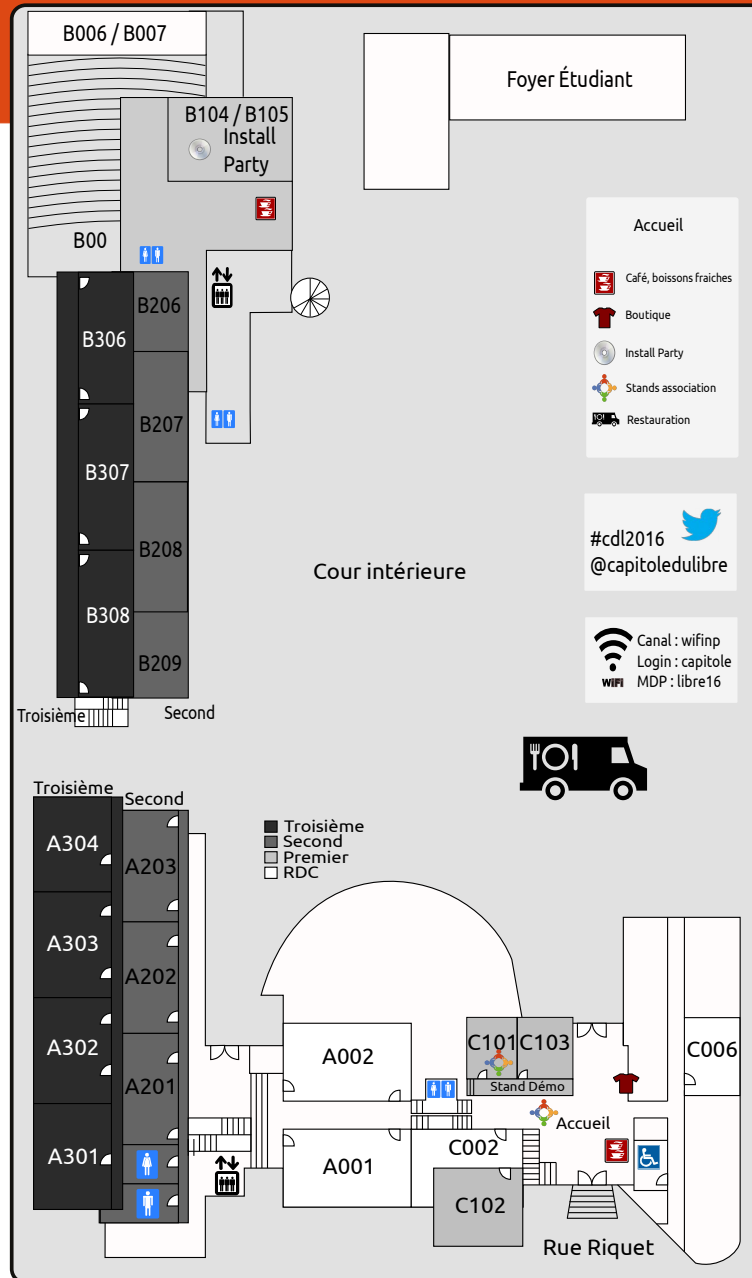 B006 / B007
Foyer Étudiant
B104 / B105
Install
Party
B00
Accueil
Café, boissons fraiches
Boutique
Install Party
Stands association
Restauration
B206
B306
B207
B307
#cdl2016
@capitoledulibre
B208
Cour intérieure
B308
Canal : wifinp
Login : capitole
WiFi MDP : libre16
B209
Troisième
Second
Troisième
Second
Troisième
Second
Premier
RDC
A304
A203
A303
A202
A302
A201
A301
A002
C101
C103
Stand Démo
C006
Accueil
A001
C002
C102
Rue Riquet